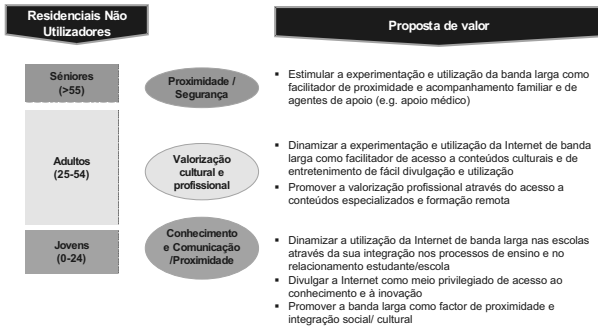 Residenciais Não
Utilizadores
Proposta de valor
Séniores
(>55)
Proximidade /
Segurança
▪ Estimular a experimentação e utilização da banda larga como
facilitador de proximidade e acompanhamento familiar e de
agentes de apoio (e.g. apoio médico)
Adultos
(25-54)
Valorização
cultural e
profissional
▪ Dinamizar a experimentação e utilização da Internet de banda
larga como facilitador de acesso a conteúdos culturais e de
entretenimento de fácil divulgação e utilização
▪ Promover a valorização profissional através do acesso a
conteúdos especializados e formação remota
Jovens
(0-24)
Conhecimento
e Comunicação
/Proximidade
▪ Dinamizar a utilização da Internet de banda larga nas escolas
através da sua integração nos processos de ensino e no
relacionamento estudante/escola
▪ Divulgar a Internet como meio privilegiado de acesso ao
conhecimento e à inovação
▪ Promover a banda larga como factor de proximidade e
integração social/ cultural